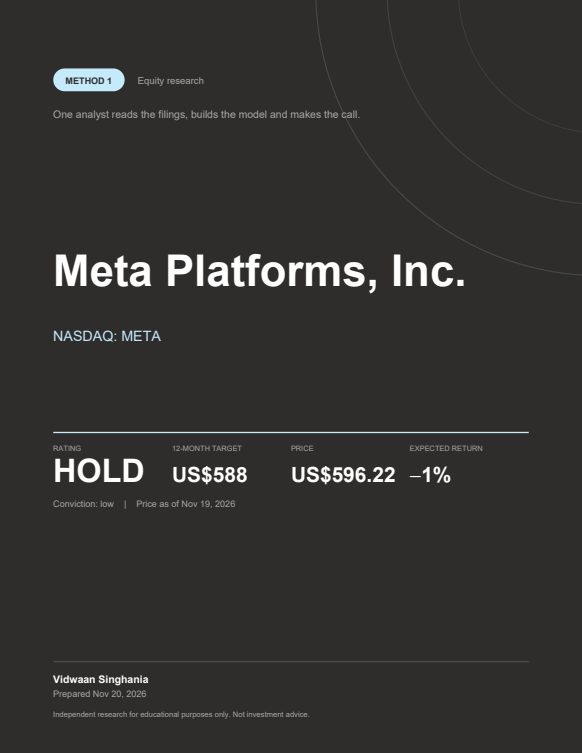 METHOD 1 Equity research
One analyst reads the filings, builds the model and makes the call.
Meta Platforms, Inc.
NASDAQ: META
RATING 12-MONTH TARGET PRICE EXPECTED RETURN
HOLD US$588 US$596.22 –1%
Conviction: low | Price as of Nov 19, 2026
Vidwaan Singhania
Prepared Nov 20, 2026
Independent research for educational purposes only. Not investment advice.